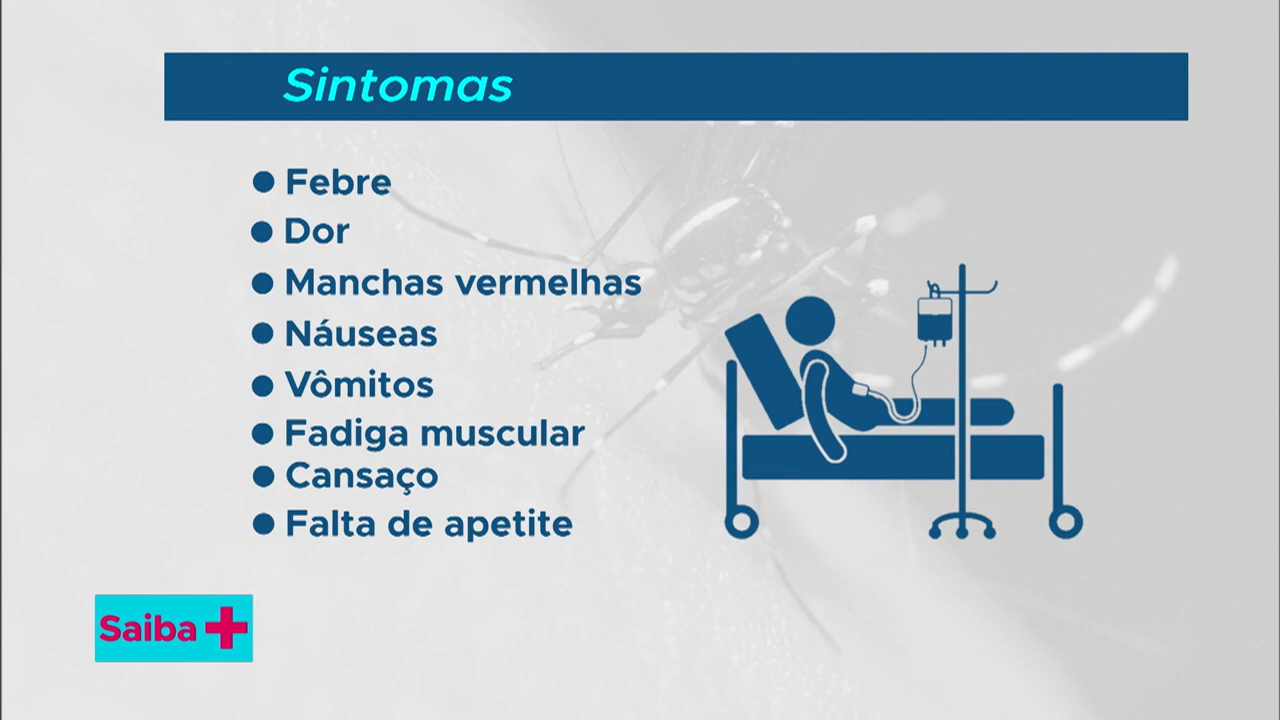 Sintomas
Febre
Dor
Manchas vermelhas
Náuseas
Vômitos
Fadiga muscular
Cansaço
Falta de apetite
Saiba+